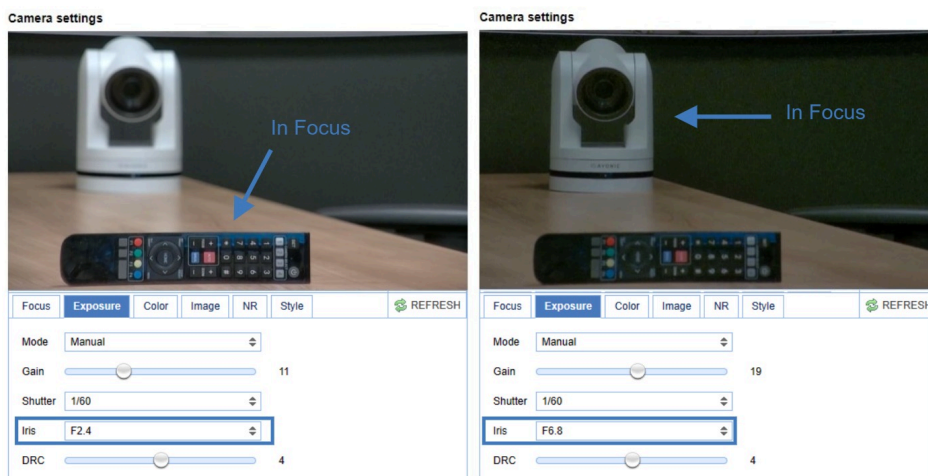 Camera settings
In Focus
Focus Exposure Color Image NR Style REFRESH
Mode Manual
Gain 11
Shutter 1/60
Iris F2.4
DRC 4
Camera settings
In Focus
Focus Exposure Color Image NR Style REFRESH
Mode Manual
Gain 19
Shutter 1/60
Iris F6.8
DRC 4